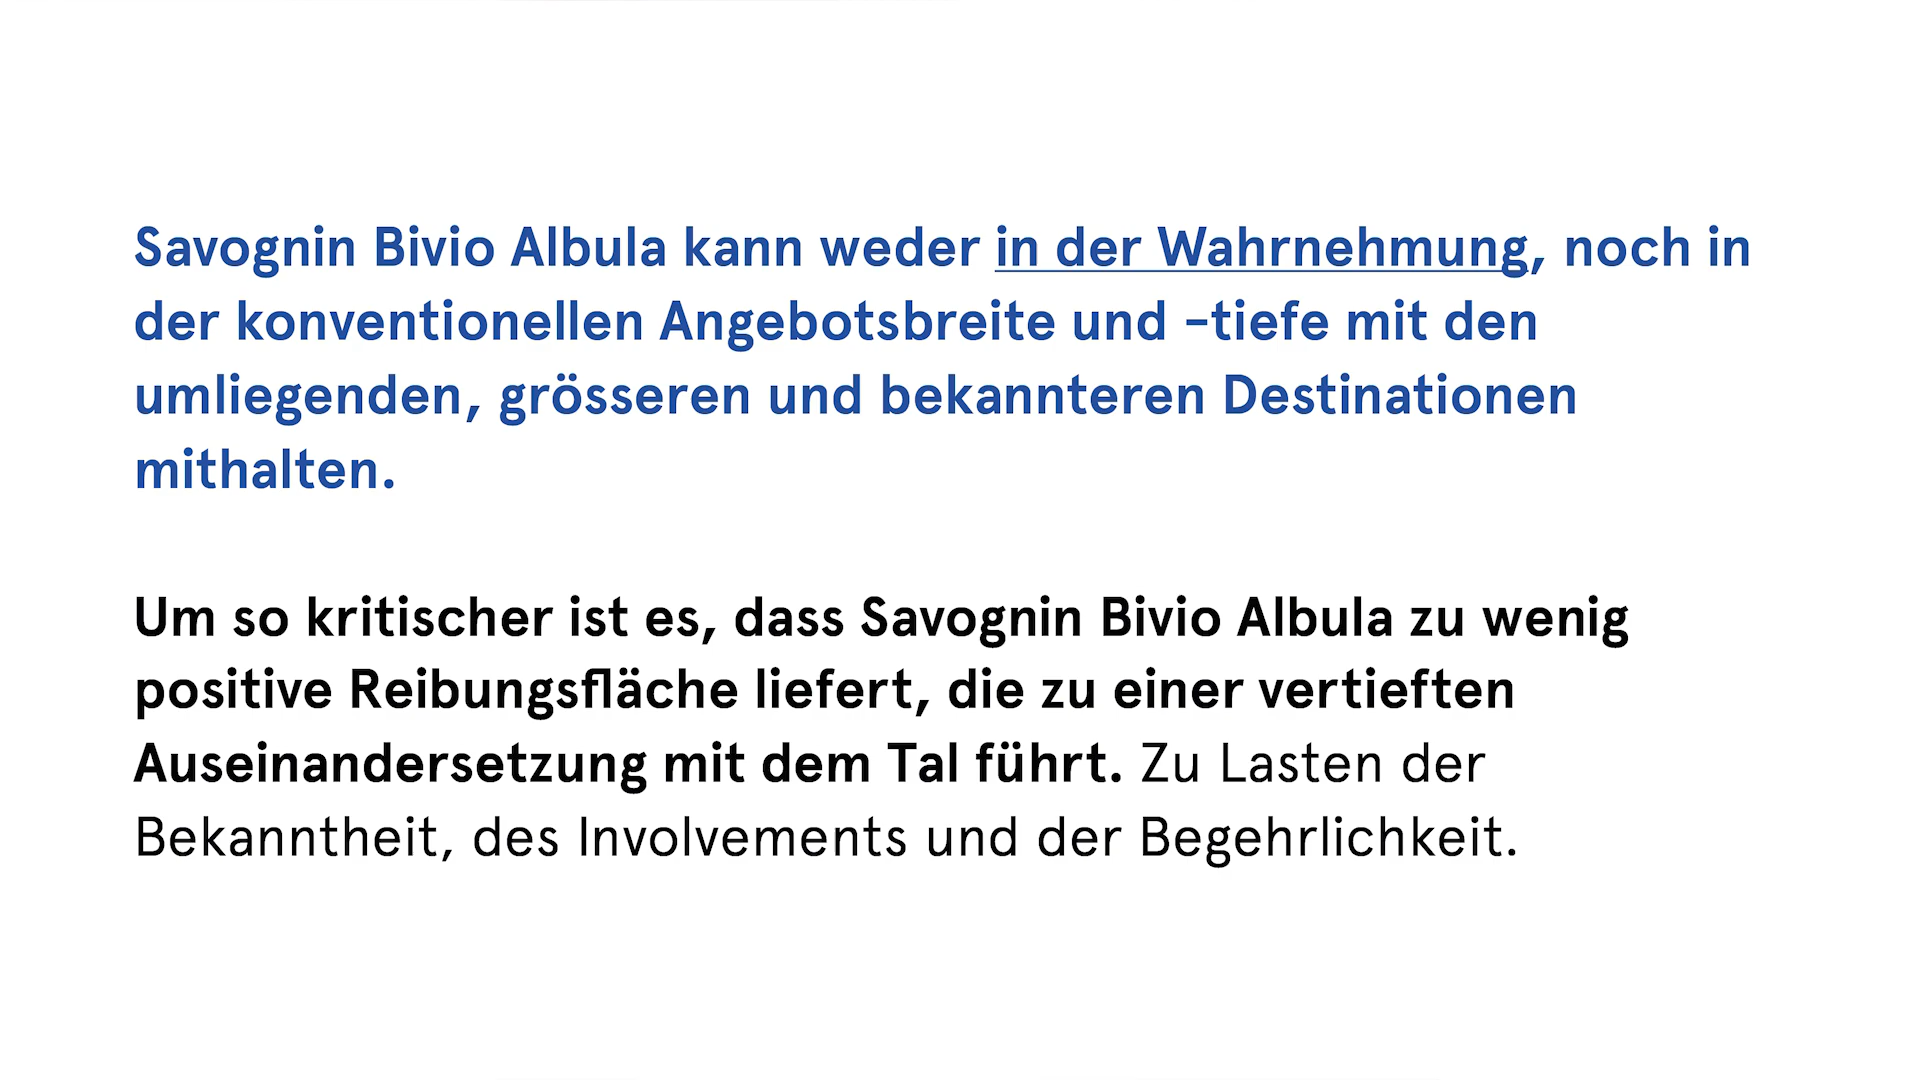 Savognin Bivio Albula kann weder in der Wahrnehmung, noch in
der konventionellen Angebotsbreite und -tiefe mit den
umliegenden, grösseren und bekannteren Destinationen
mithalten.
Um so kritischer ist es, dass Savognin Bivio Albula zu wenig
positive Reibungsfläche liefert, die zu einer vertieften
Auseinandersetzung mit dem Tal führt. Zu Lasten der
Bekanntheit, des Involvements und der Begehrlichkeit.